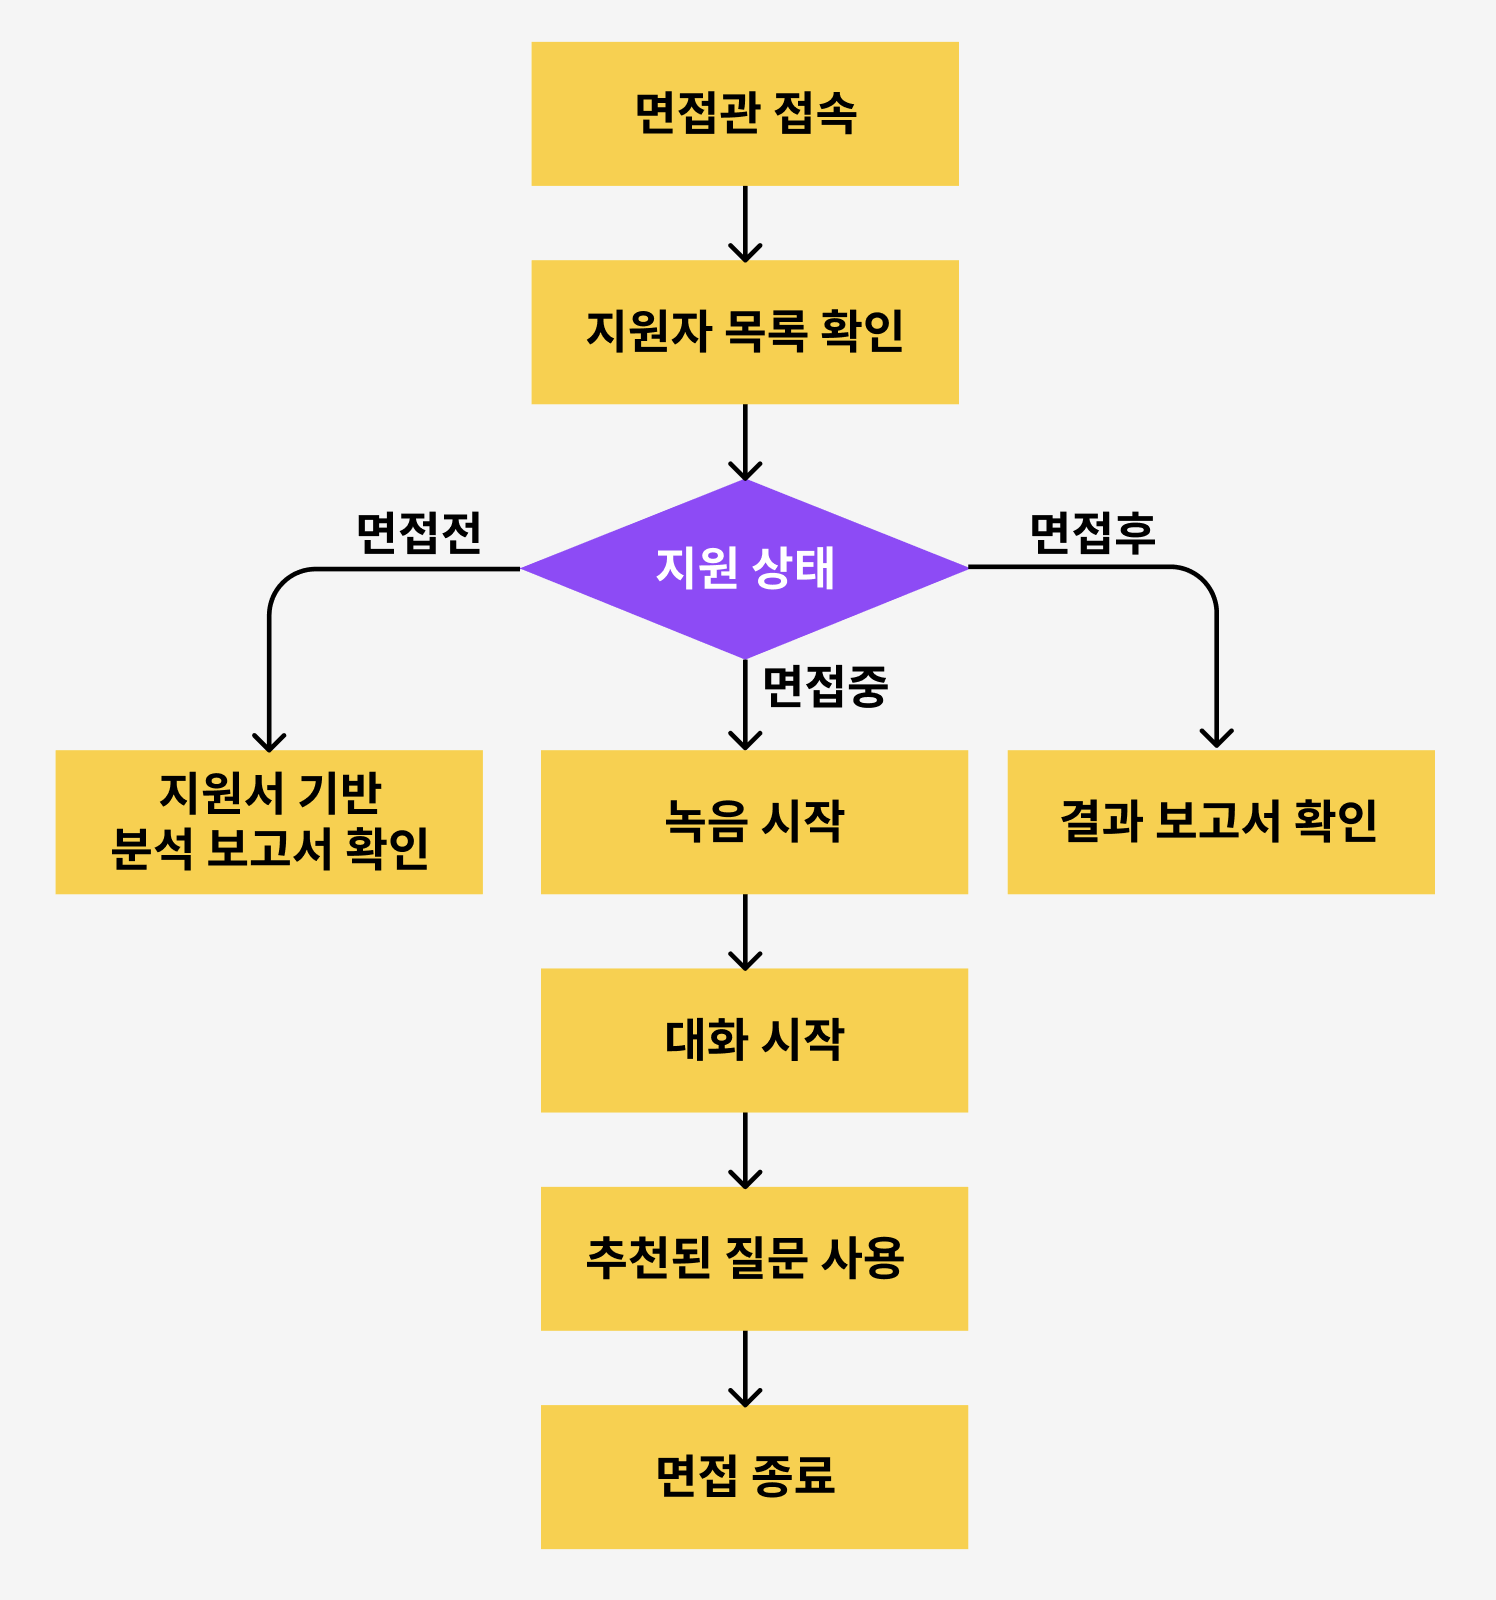 면접관 접속
지원자 목록 확인
면접전
지원 상태
면접후
면접중
지원서 기반
분석 보고서 확인
녹음 시작
결과 보고서 확인
대화 시작
추천된 질문 사용
면접 종료